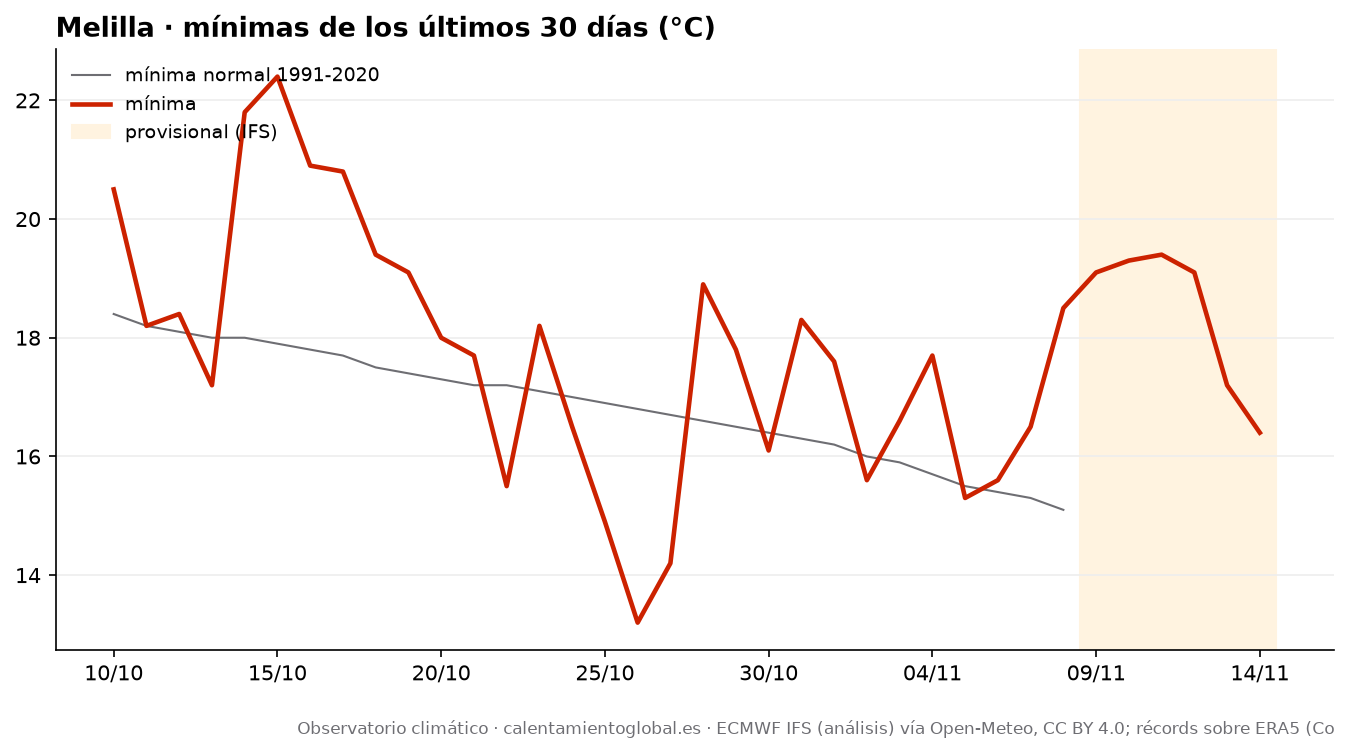 Melilla · mínimas de los últimos 30 días (°C)
mínima normal 1991-2020
mínima
provisional (IFS)
22
20
18
16
14
10/10 15/10 20/10 25/10 30/10 04/11 09/11 14/11
Observatorio climático · calentamientoglobal.es · ECMWF IFS (análisis) vía Open-Meteo, CC BY 4.0; récords sobre ERA5 (Co